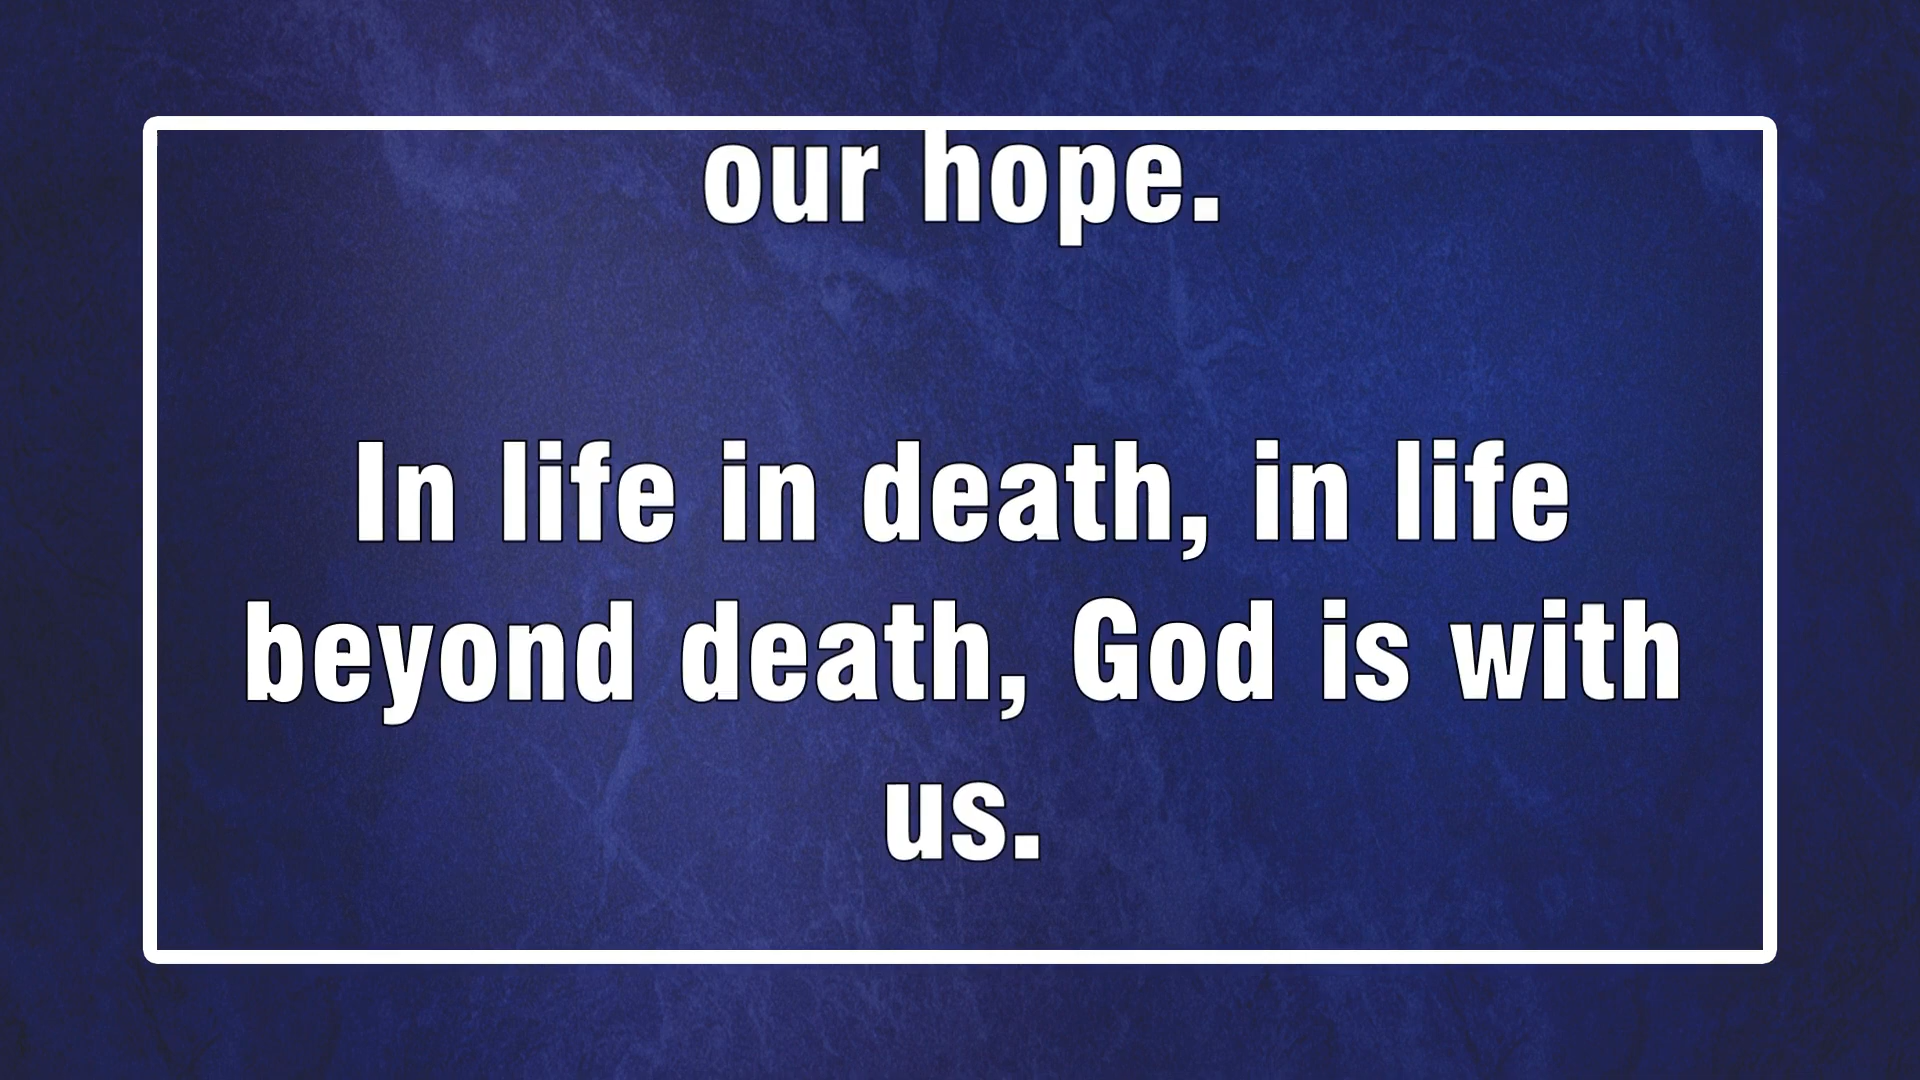 our hope.
In life in death, in life
beyond death, God is with
us.